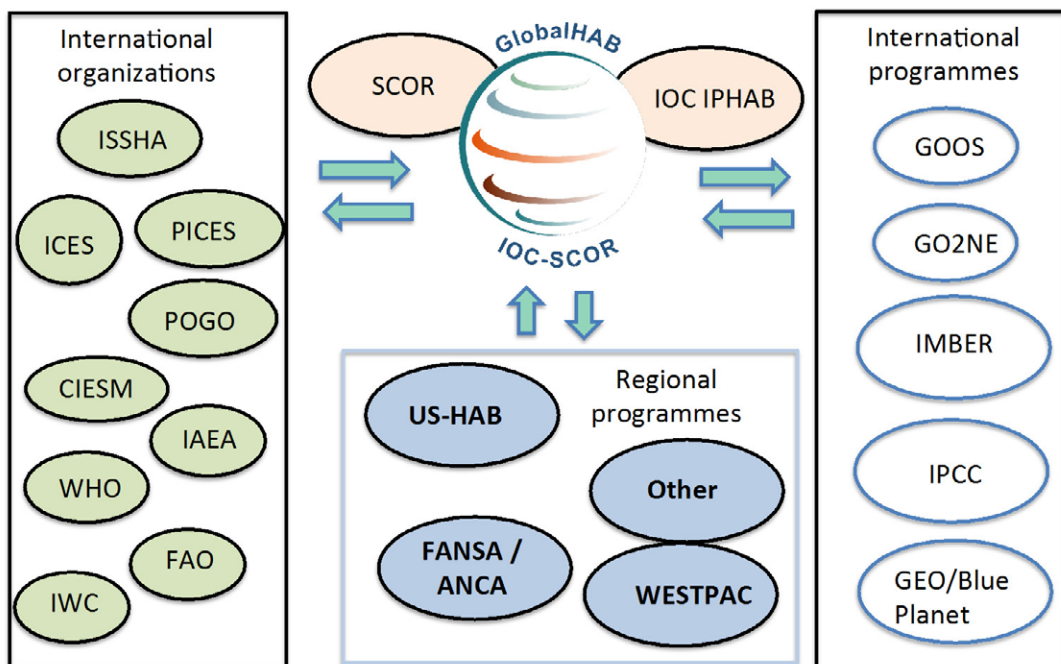 International
organizations
ISSHA
ICES
PICES
POGO
CIESM
IAEA
WHO
FAO
IWC
GlobalHAB
SCOR
IOC IPHAB
IOC-SCOR
Regional
programmes
US-HAB
Other
FANSA /
ANCA
WESTPAC
International
programmes
GOOS
GO2NE
IMBER
IPCC
GEO/Blue
Planet